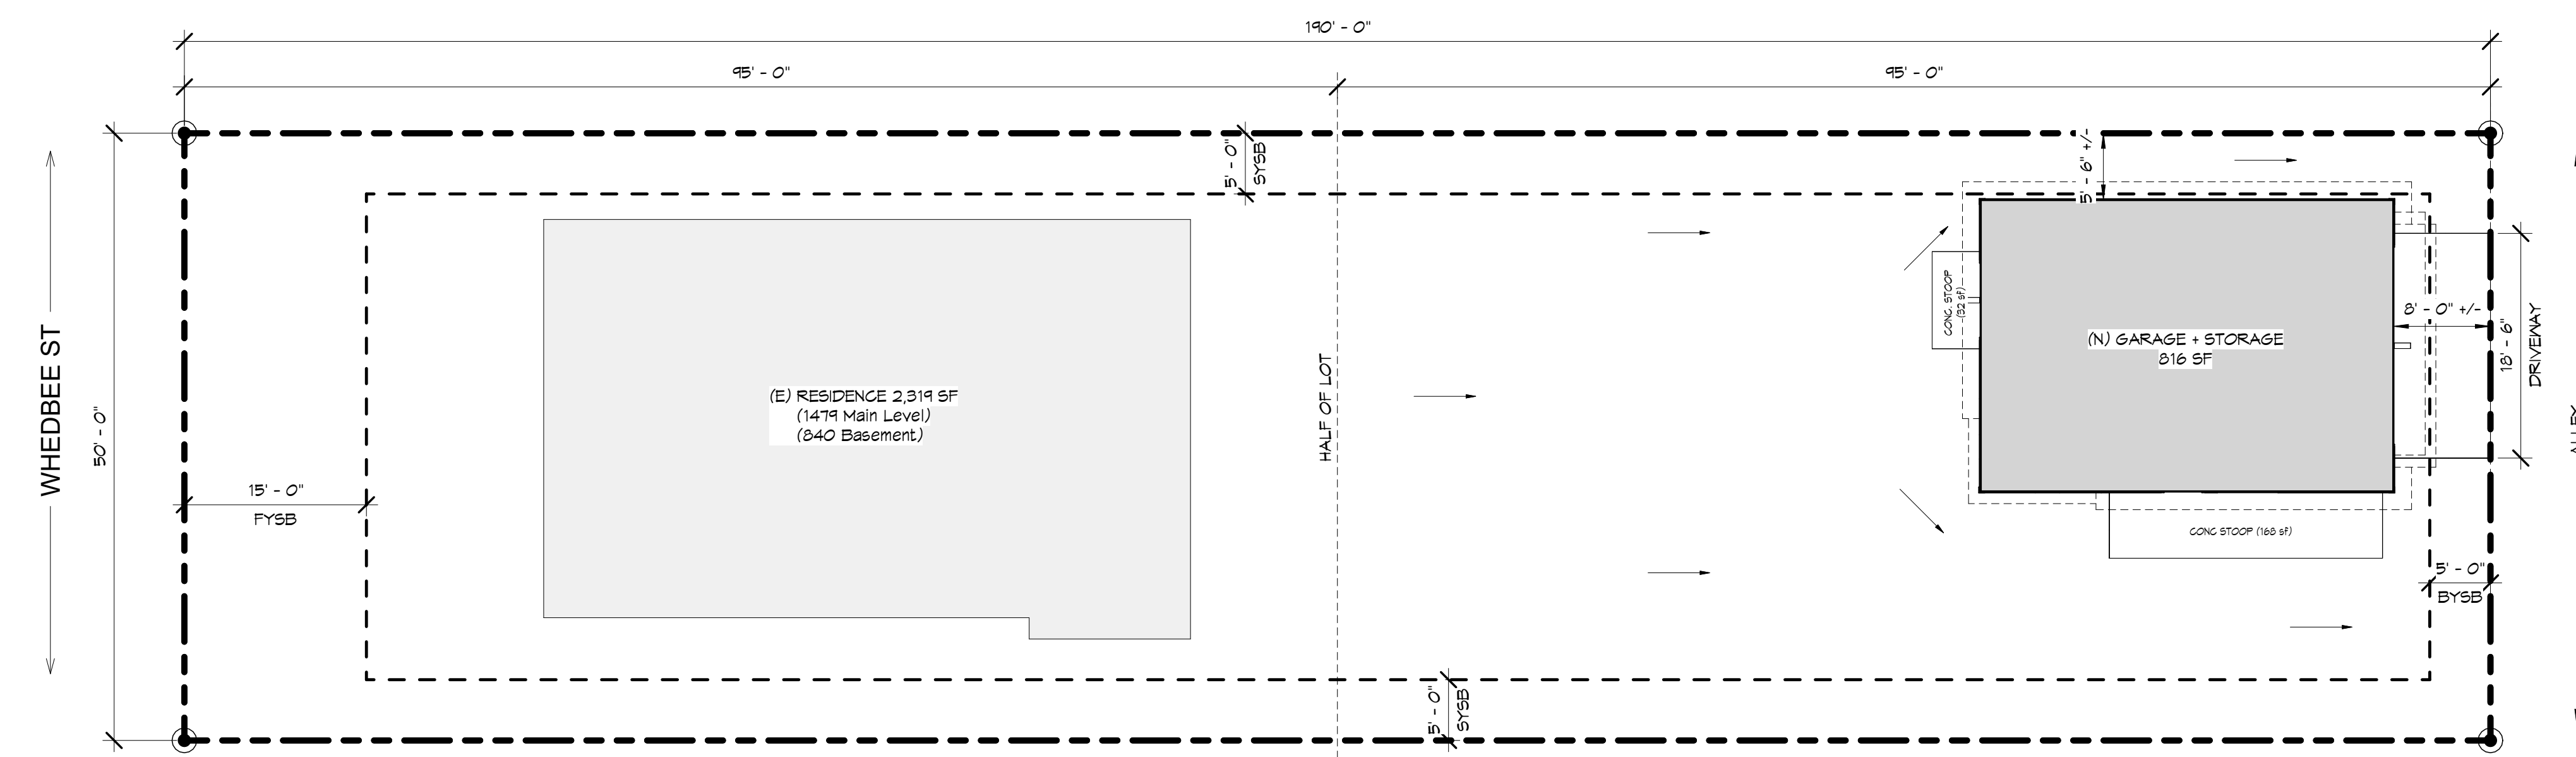 190' - 0"
95' - 0"
95' - 0"
5' - 0"
SYSB
5' - 6" +/-
WHEDBEE ST
50' - 0"
15' - 0"
FYSB
(E) RESIDENCE 2,319 SF
(1479 Main Level)
(840 Basement)
HALF OF LOT
CONC. STOOP
(32 sf)
(N) GARAGE + STORAGE
816 SF
8' - 0" +/-
18' - 6"
DRIVEWAY
CONC STOOP (168 sf)
5' - 0"
BYSB
5' - 0"
SYSB